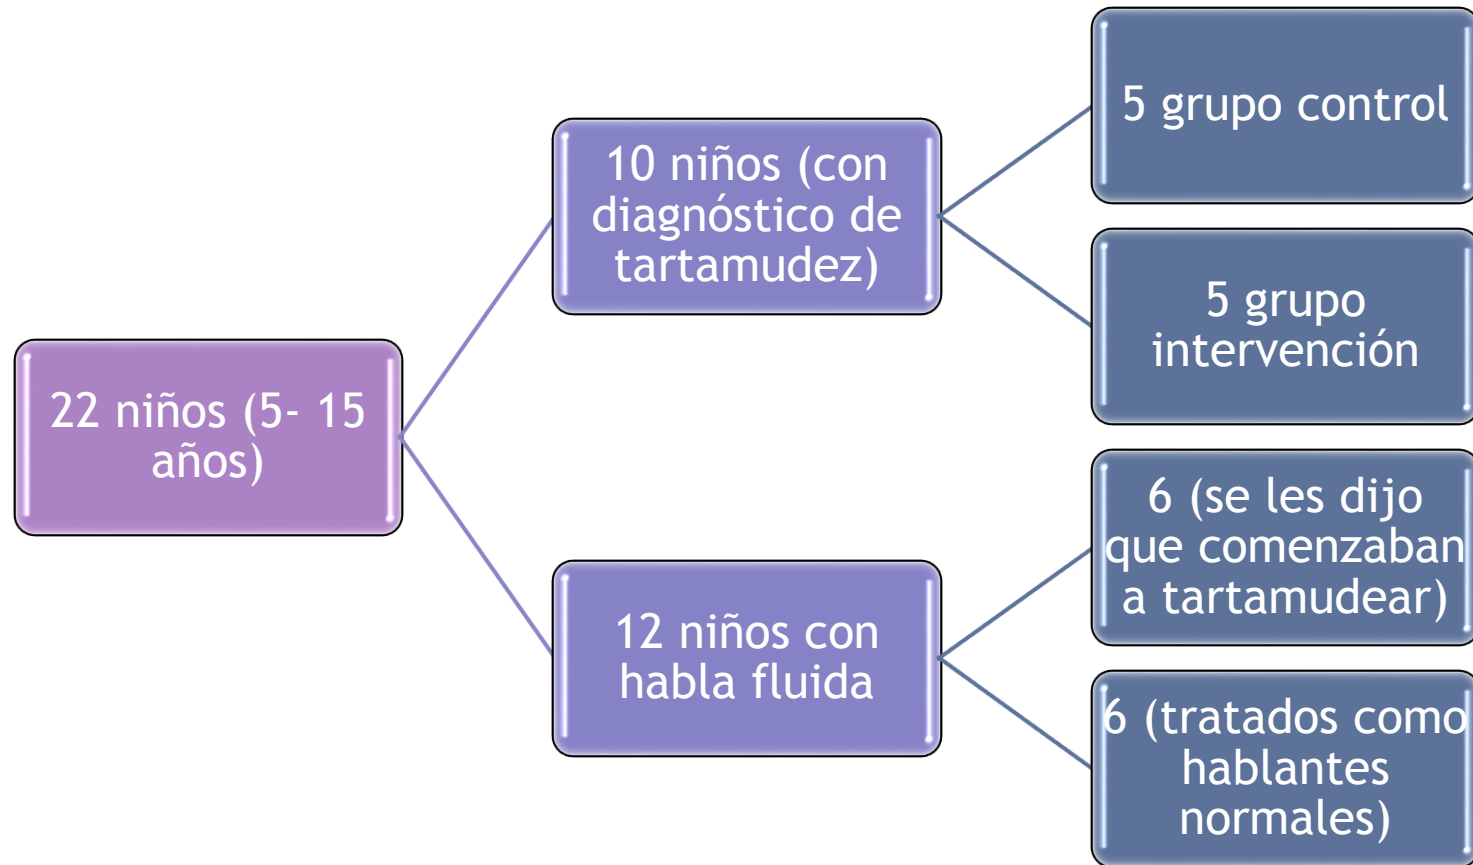 22 niños (5- 15
años)
10 niños (con
diagnóstico de
tartamudez)
5 grupo control
5 grupo
intervención
12 niños con
habla fluida
6 (se les dijo
que comenzaban
a tartamudear)
6 (tratados como
hablantes
normales)